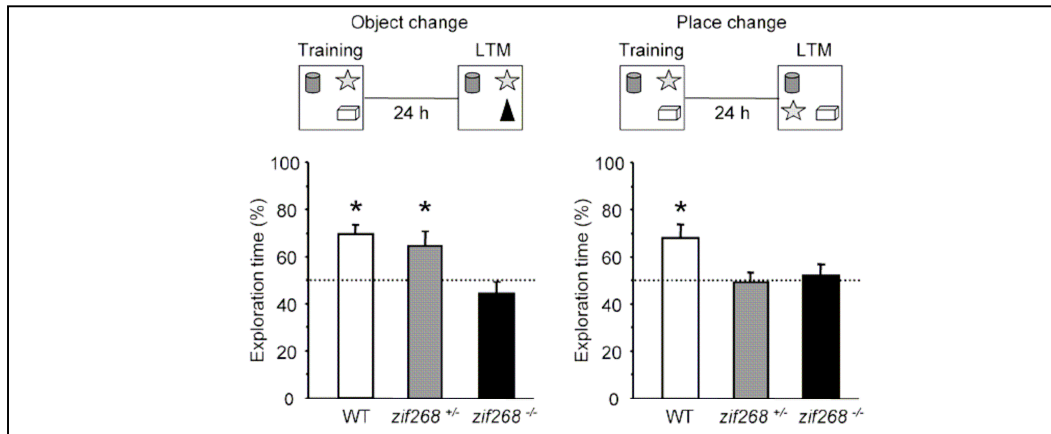 Object change
Training LTM
24 h
Exploration time (%)
100
80
60
40
20
0
* *
WT zif268 +/- zif268 -/-
Place change
Training LTM
24 h
Exploration time (%)
100
80
60
40
20
0
*
WT zif268 +/- zif268 -/-